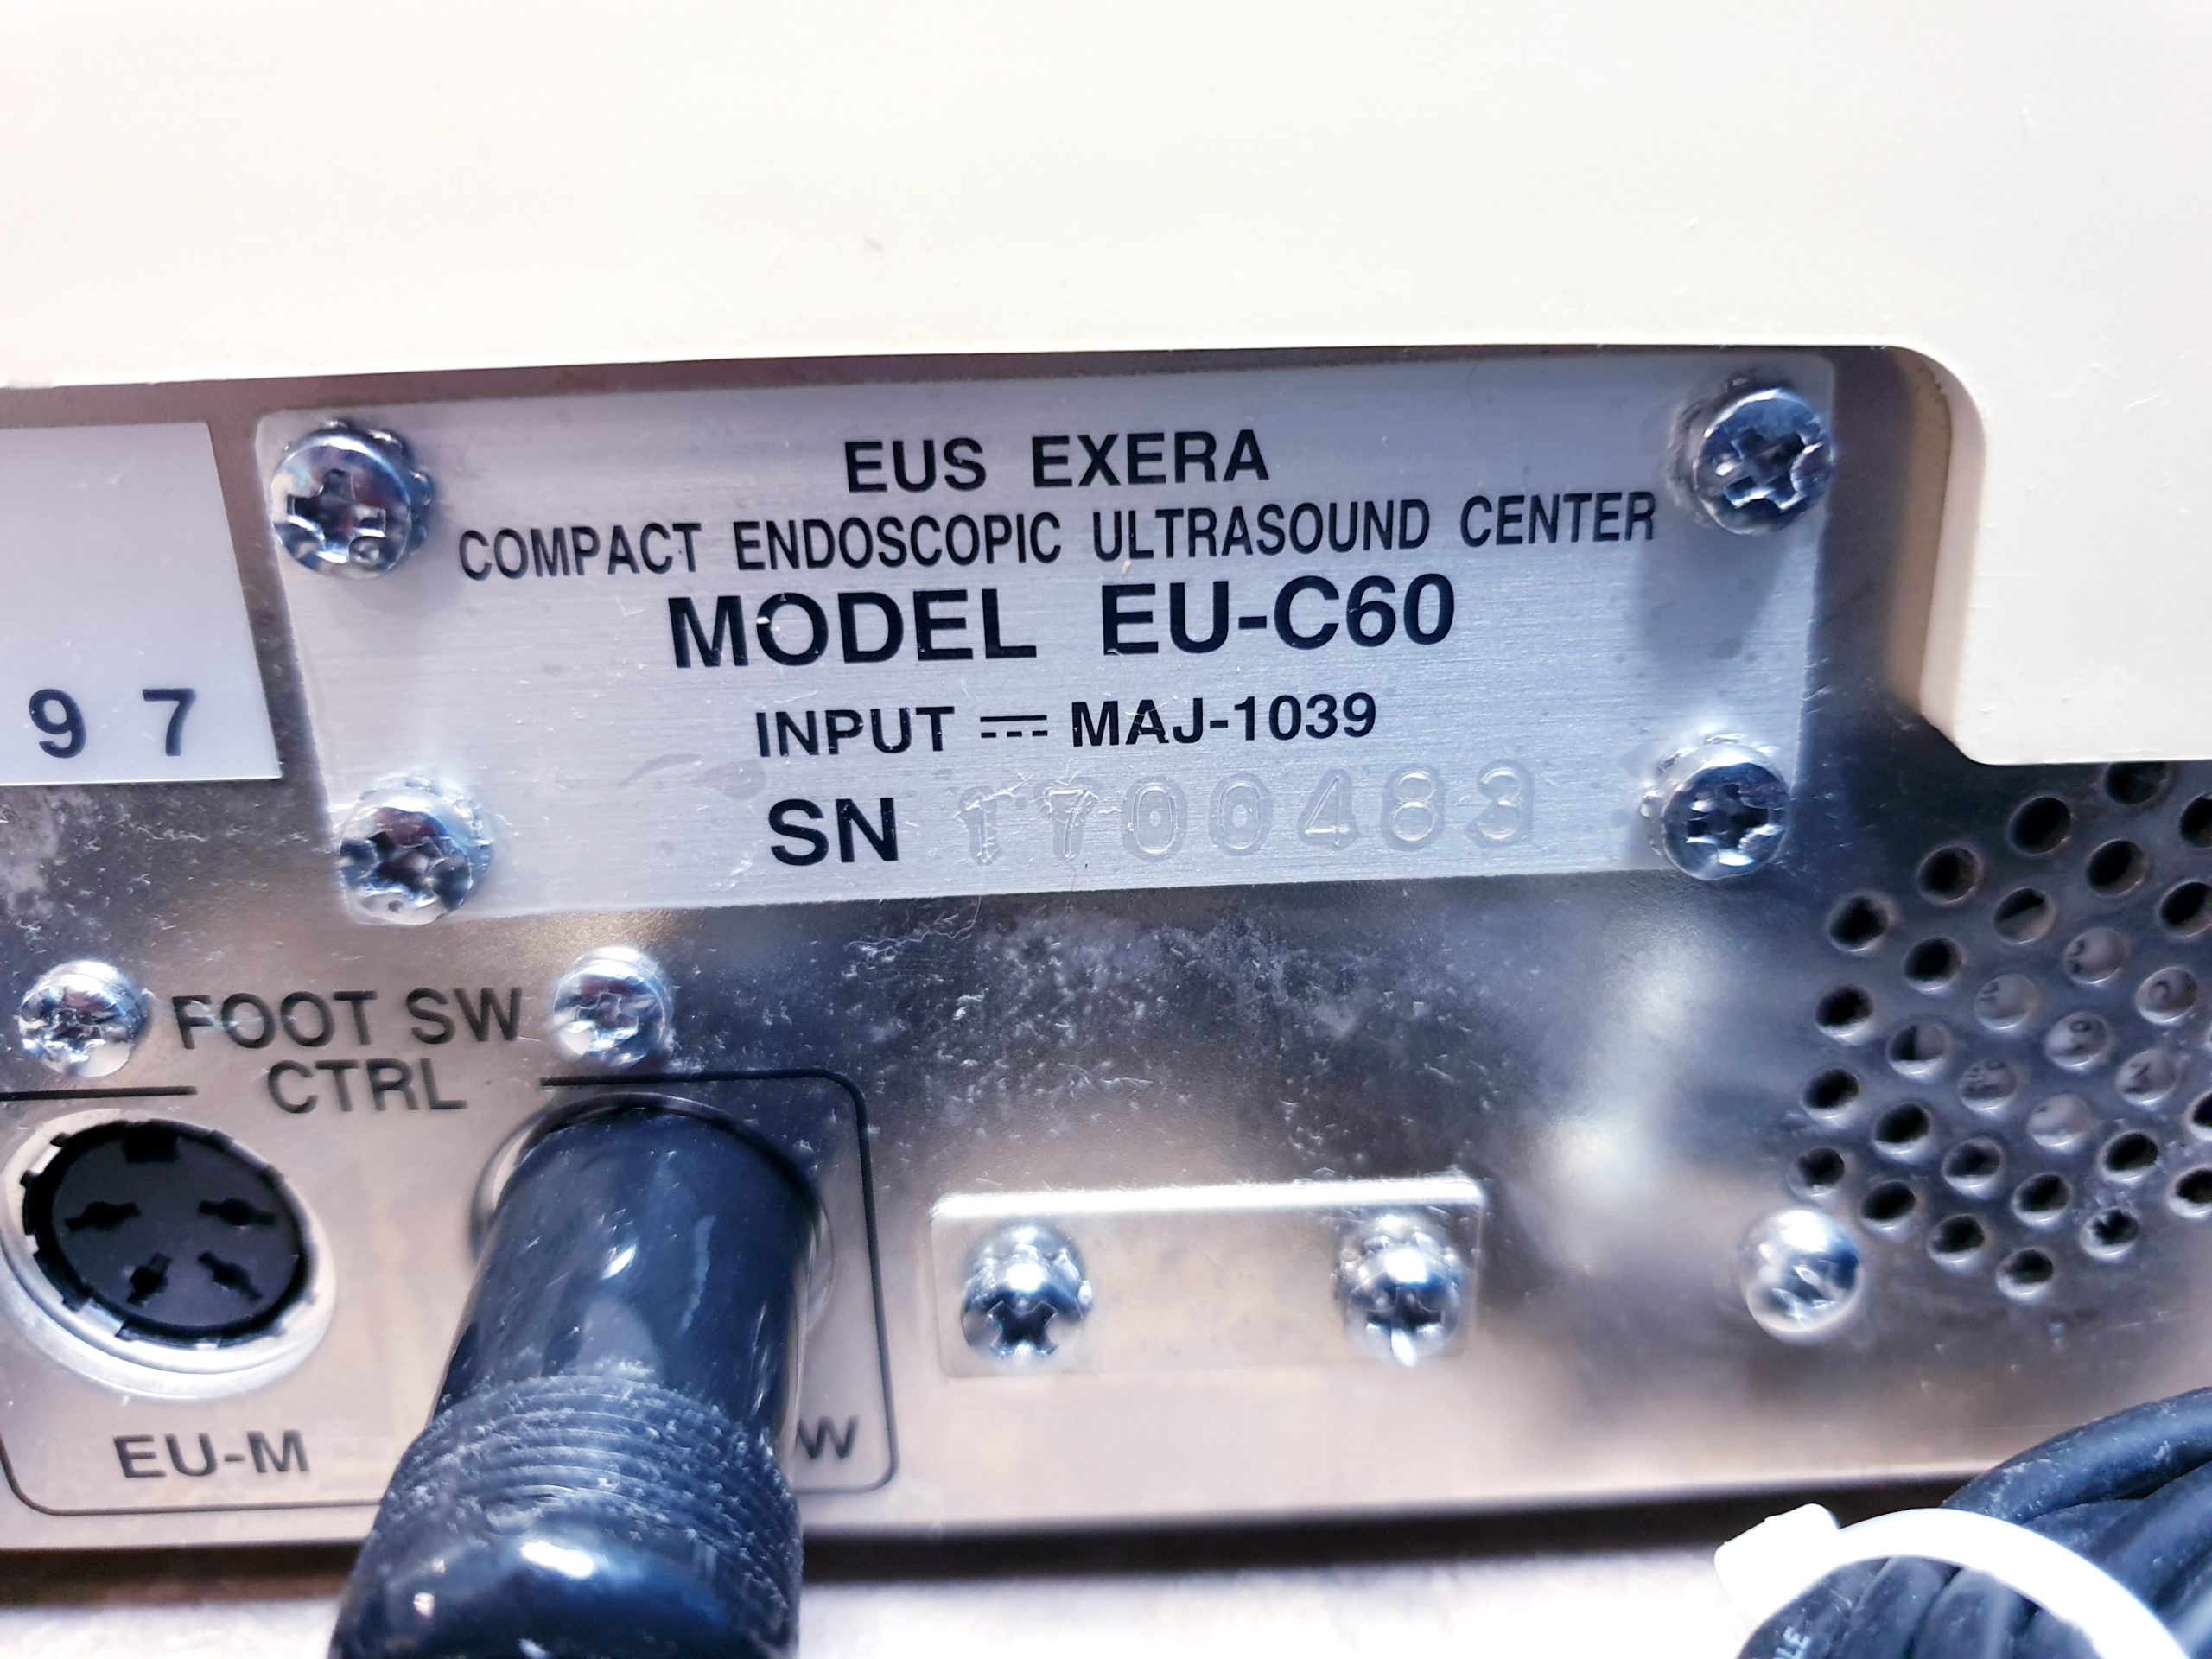 EUS EXERA
COMPACT ENDOSCOPIC ULTRASOUND CENTER
MODEL EU-C60
INPUT ⎓ MAJ-1039
SN 1700483
9 7
FOOT SW
CTRL
EU-M
W